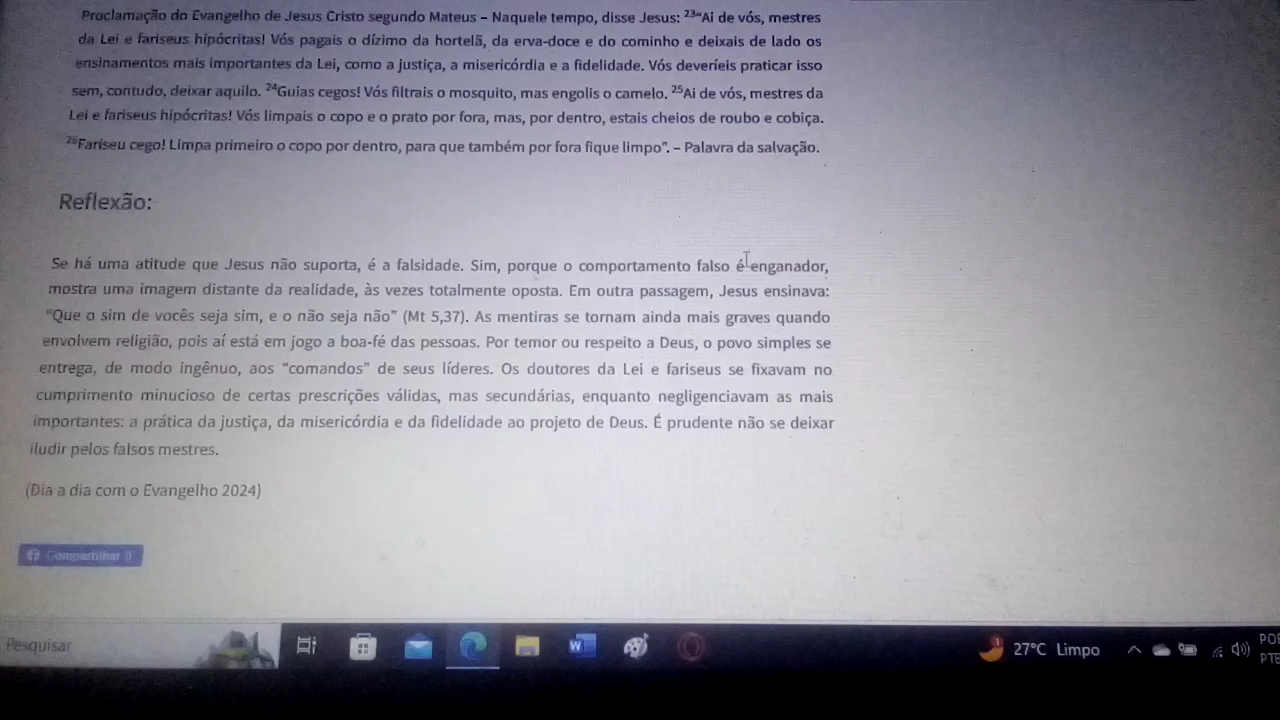 Proclamação do Evangelho de Jesus Cristo segundo Mateus – Naquele tempo, disse Jesus: ²³“Ai de vós, mestres
da Lei e fariseus hipócritas! Vós pagais o dízimo da hortelã, da erva-doce e do cominho e deixais de lado os
ensinamentos mais importantes da Lei, como a justiça, a misericórdia e a fidelidade. Vós deveríeis praticar isso
sem, contudo, deixar aquilo. ²⁴Guias cegos! Vós filtrais o mosquito, mas engolis o camelo. ²⁵Ai de vós, mestres da
Lei e fariseus hipócritas! Vós limpais o copo e o prato por fora, mas, por dentro, estais cheios de roubo e cobiça.
²⁶Fariseu cego! Limpa primeiro o copo por dentro, para que também por fora fique limpo”. – Palavra da salvação.
Reflexão:
Se há uma atitude que Jesus não suporta, é a falsidade. Sim, porque o comportamento falso é enganador,
mostra uma imagem distante da realidade, às vezes totalmente oposta. Em outra passagem, Jesus ensinava:
“Que o sim de vocês seja sim, e o não seja não” (Mt 5,37). As mentiras se tornam ainda mais graves quando
envolvem religião, pois aí está em jogo a boa-fé das pessoas. Por temor ou respeito a Deus, o povo simples se
entrega, de modo ingênuo, aos “comandos” de seus líderes. Os doutores da Lei e fariseus se fixavam no
cumprimento minucioso de certas prescrições válidas, mas secundárias, enquanto negligenciavam as mais
importantes: a prática da justiça, da misericórdia e da fidelidade ao projeto de Deus. É prudente não se deixar
iludir pelos falsos mestres.
(Dia a dia com o Evangelho 2024)
Compartilhar 0
Pesquisar
W
1
27°C Limpo
POR
PTB